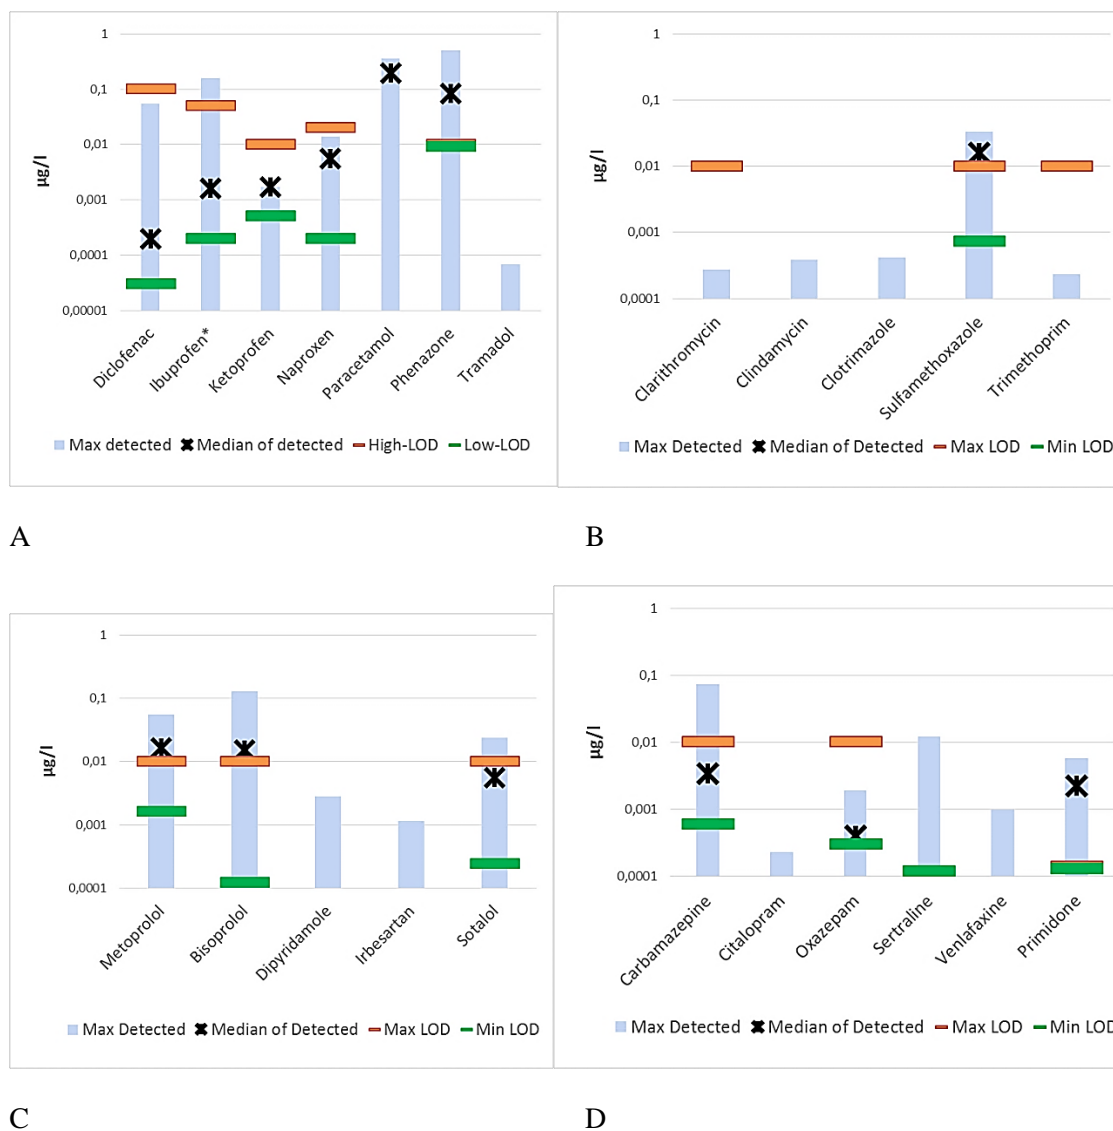 1
0,1
0,01
0,001
0,0001
0,00001
µg/l
Diclofenac
Ibuprofen*
Ketoprofen
Naproxen
Paracetamol
Phenazone
Tramadol
Max detected Median of detected High-LOD Low-LOD
A
1
0,1
0,01
0,001
0,0001
µg/l
Clarithromycin
Clindamycin
Clotrimazole
Sulfamethoxazole
Trimethoprim
Max Detected Median of Detected Max LOD Min LOD
B
1
0,1
0,01
0,001
0,0001
µg/l
Metoprolol
Bisoprolol
Dipyridamole
Irbesartan
Sotalol
Max Detected Median of Detected Max LOD Min LOD
C
1
0,1
0,01
0,001
0,0001
µg/l
Carbamazepine
Citalopram
Oxazepam
Sertraline
Venlafaxine
Primidone
Max Detected Median of Detected Max LOD Min LOD
D